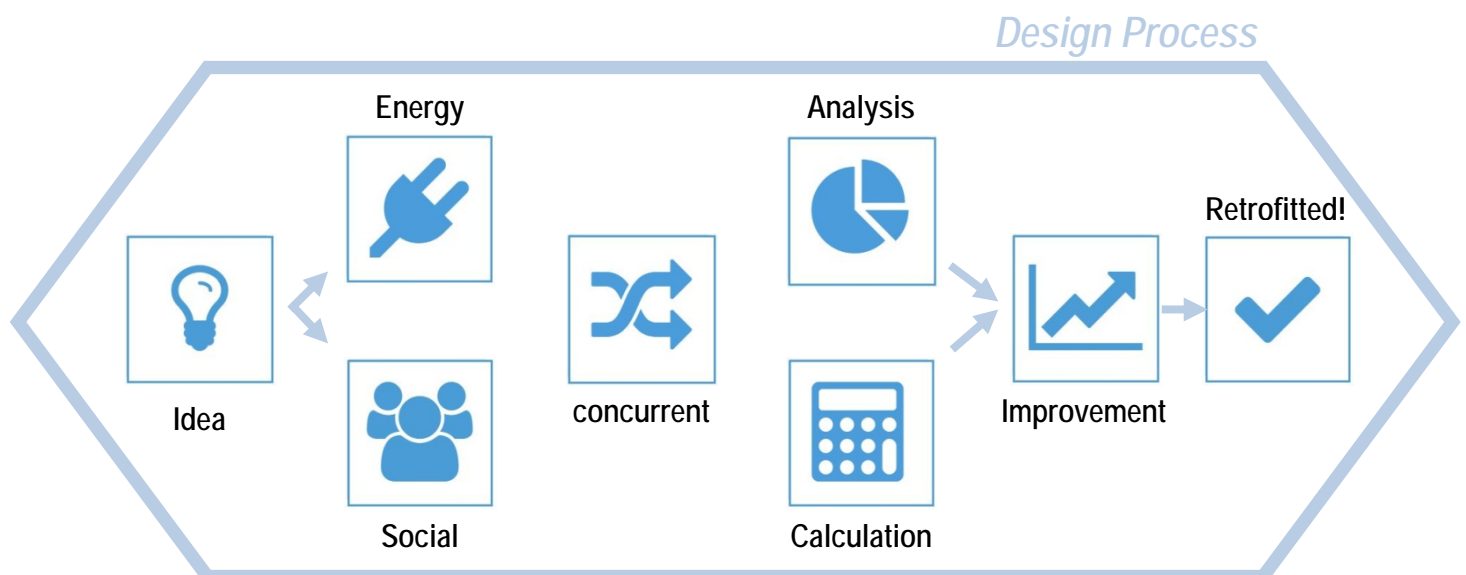 Design Process
Energy
Analysis
Retrofitted!
Idea
concurrent
Improvement
Social
Calculation